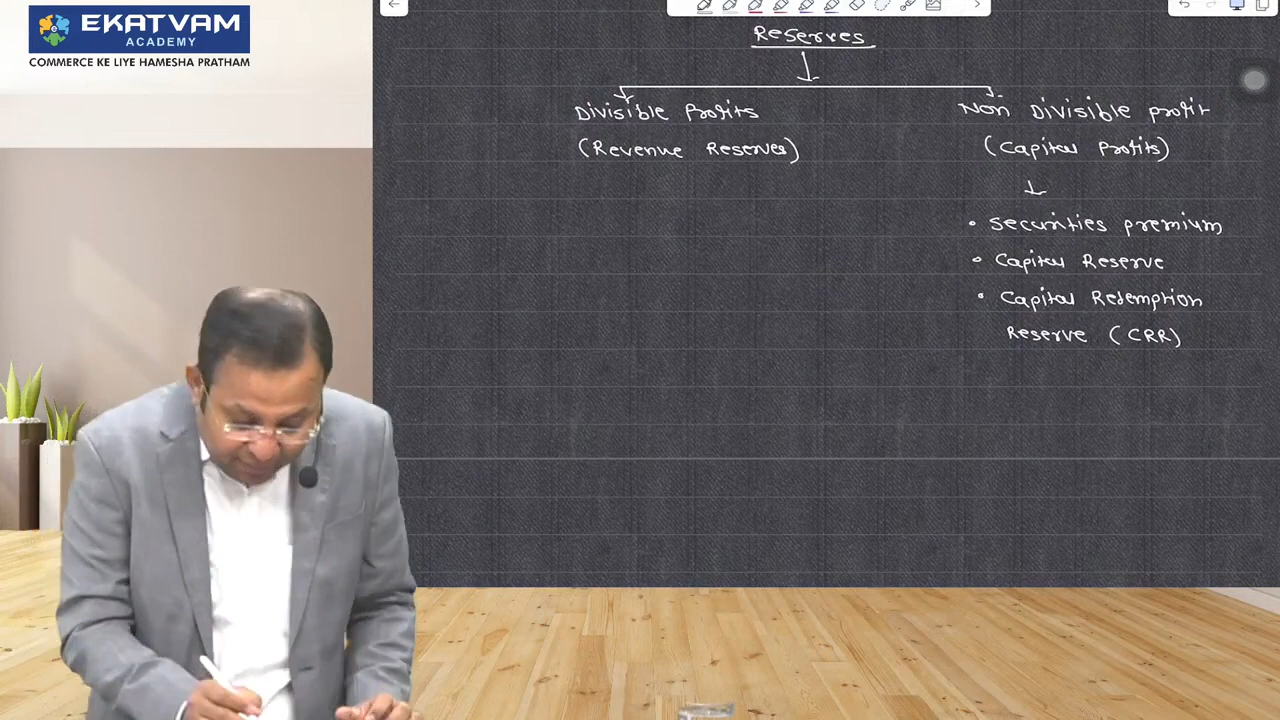 EKATVAM
ACADEMY
COMMERCE KE LIYE HAMESHA PRATHAM
Reserves
Divisible Profits
(Revenue Reserves)
Non Divisible profit
(Capital Profits)
• Securities premium
• Capital Reserve
• Capital Redemption
Reserve (CRR)